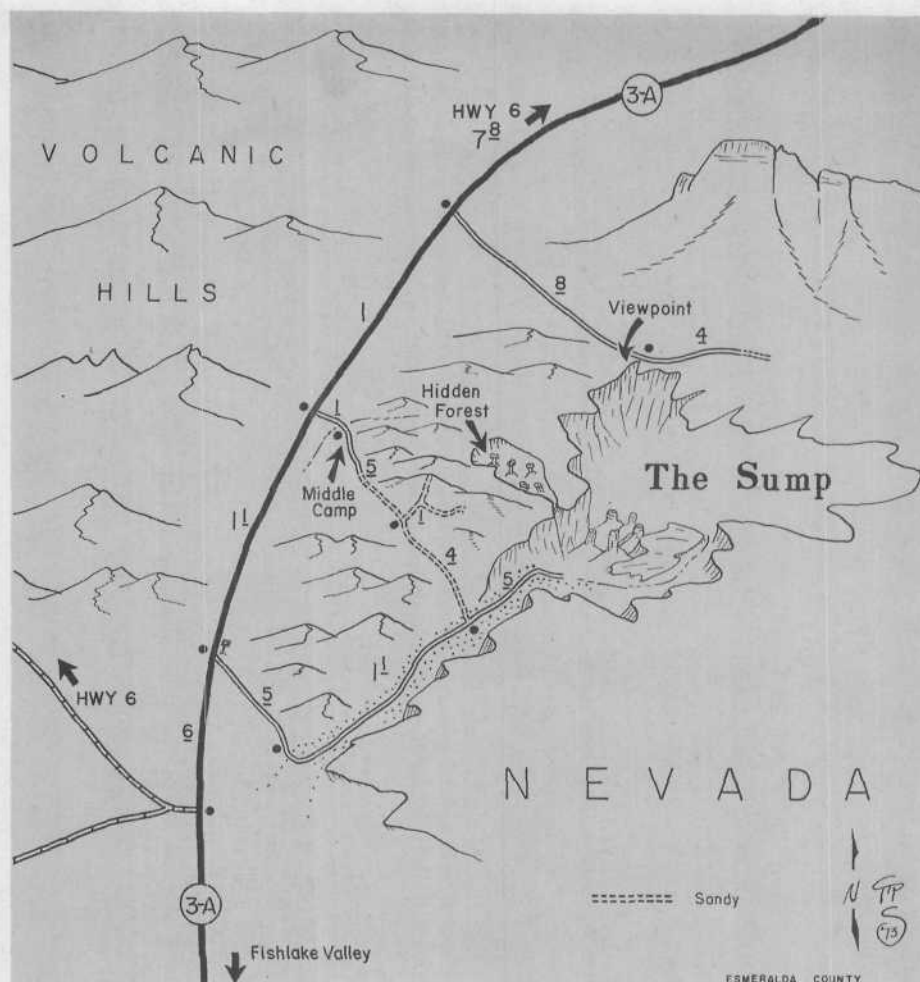 3-A
HWY 6
7 8
VOLCANIC
HILLS
8
Viewpoint
4
1
Hidden
Forest
1
5
Middle
Camp
The Sump
1
1 1
4
5
1 1
HWY 6
5
6
NEVADA
3-A
Sandy
N
'73
Fishlake Valley
ESMERALDA COUNTY